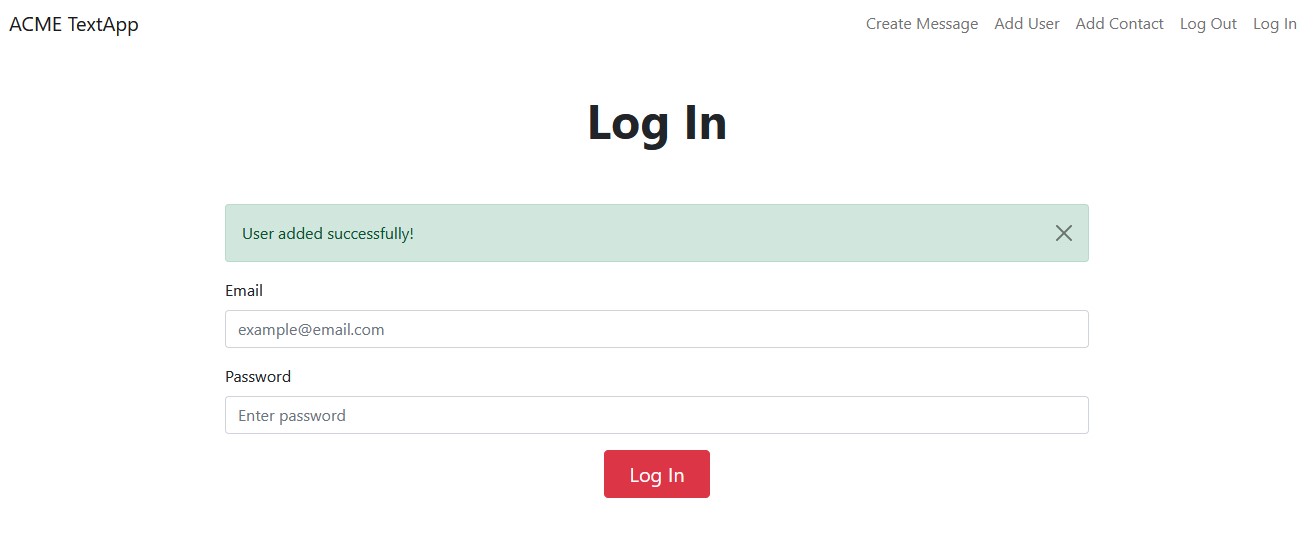 ACME TextApp Create Message Add User Add Contact Log Out Log In
Log In
User added successfully!
Email
example@email.com
Password
Enter password
Log In